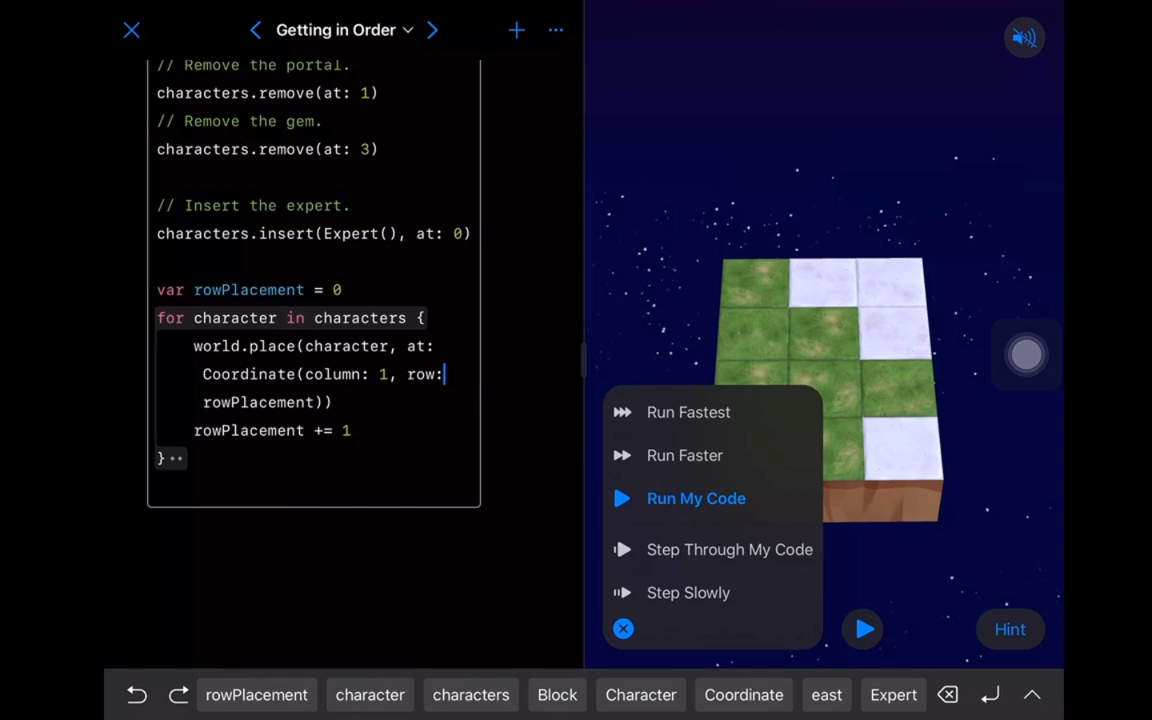 Getting in Order
// Remove the portal.
characters.remove(at: 1)
// Remove the gem.
characters.remove(at: 3)
// Insert the expert.
characters.insert(Expert(), at: 0)
var rowPlacement = 0
for character in characters {
world.place(character, at:
Coordinate(column: 1, row:
rowPlacement))
rowPlacement += 1
}
Run Fastest
Run Faster
Run My Code
Step Through My Code
Step Slowly
Hint
rowPlacement character characters Block Character Coordinate east Expert